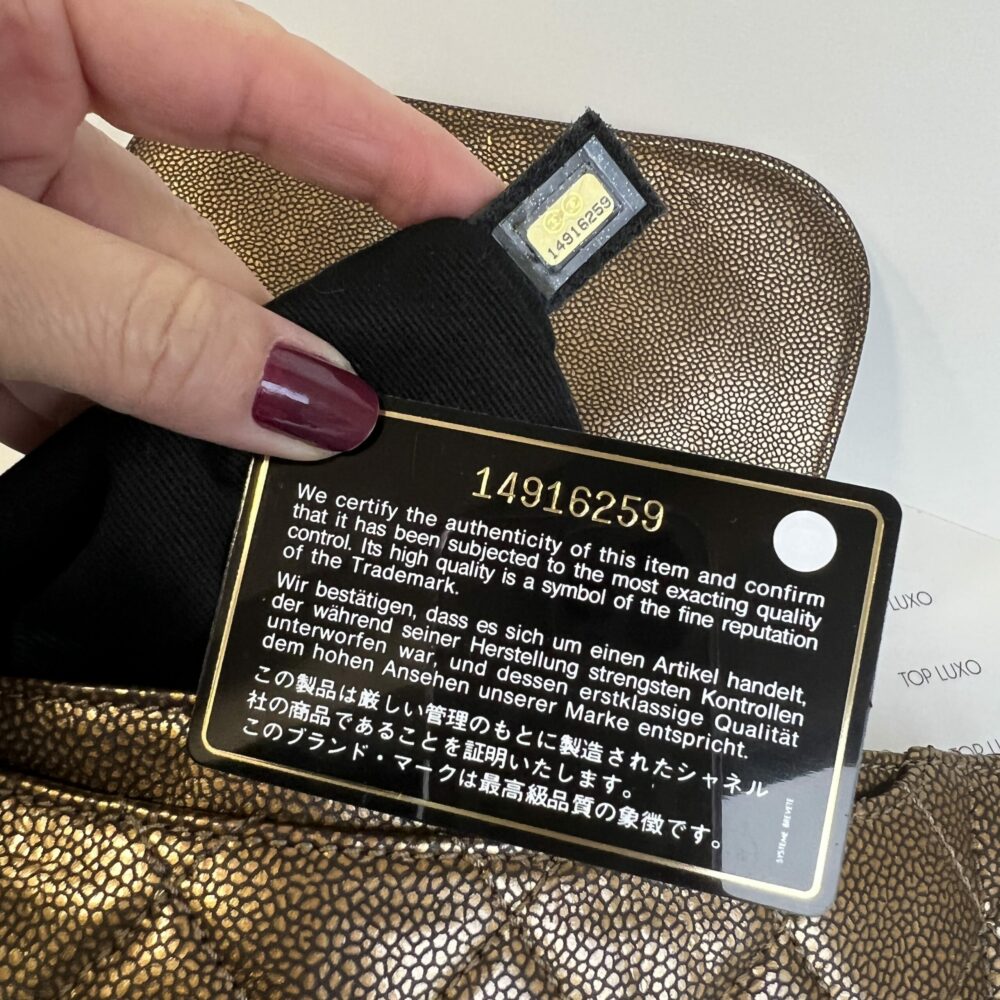 14916259
14916259
We certify the authenticity of this item and confirm
that it has been subjected to the most exacting quality
control. Its high quality is a symbol of the fine reputation
of the Trademark.
Wir bestätigen, dass es sich um einen Artikel handelt,
der während seiner Herstellung strengsten Kontrollen
unterworfen war, und dessen erstklassige Qualität
dem hohen Ansehen unserer Marke entspricht.
この製品は厳しい管理のもとに製造されたシャネル
社の商品であることを証明いたします。
このブランド・マークは最高級品質の象徴です。
SYSTEME BREVETE
LUXO
TOP LUXO
TOP LUX